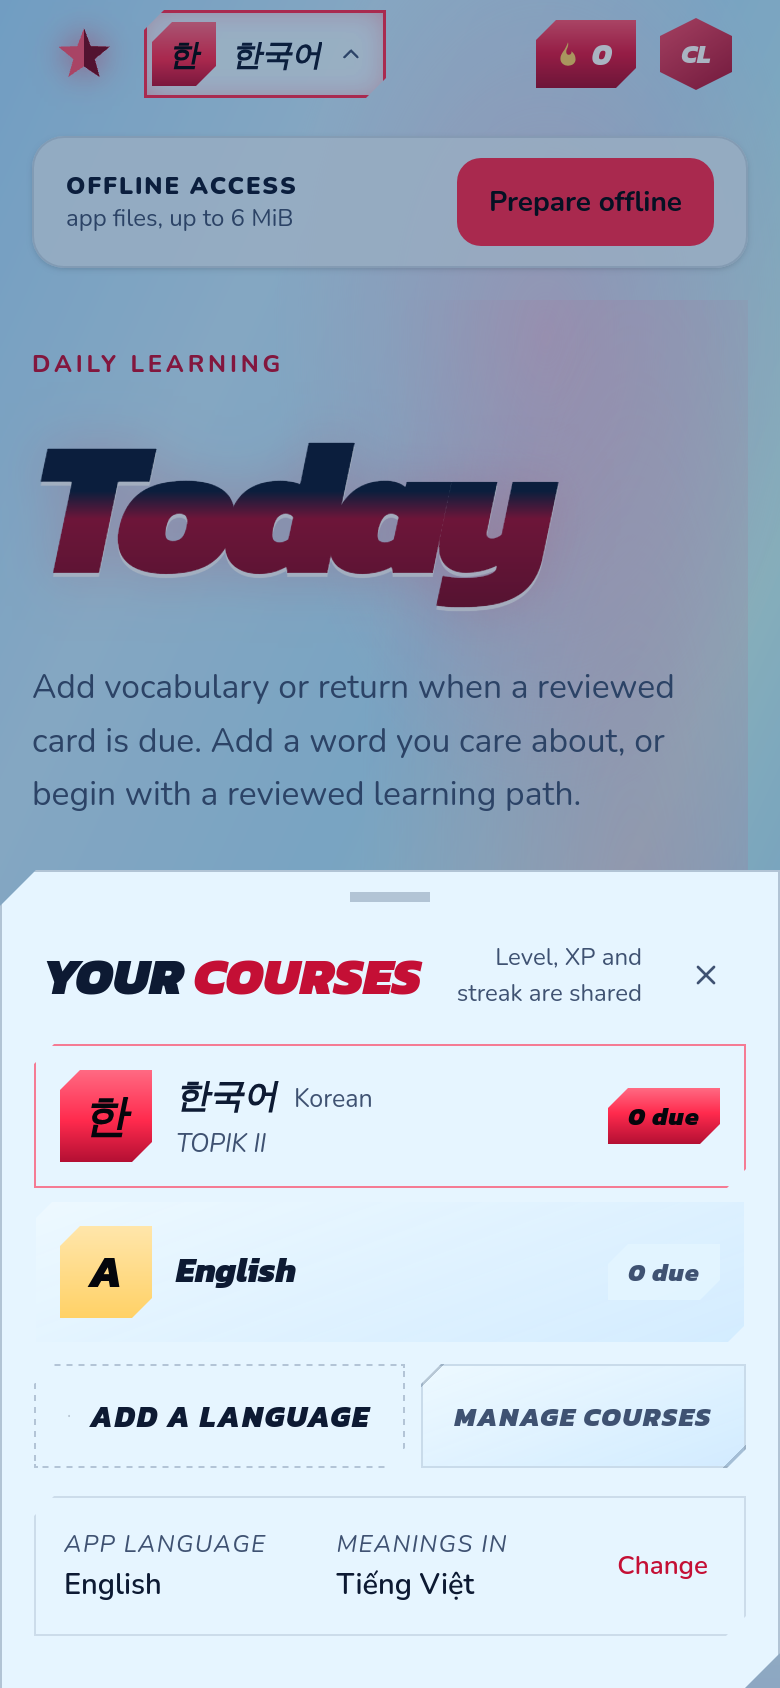 한 한국어 0 CL
OFFLINE ACCESS
app files, up to 6 MiB
Prepare offline
DAILY LEARNING
Today
Add vocabulary or return when a reviewed
card is due. Add a word you care about, or
begin with a reviewed learning path.
YOUR COURSES
Level, XP and
streak are shared
한 한국어 Korean
TOPIK II
0 due
A English 0 due
ADD A LANGUAGE MANAGE COURSES
APP LANGUAGE MEANINGS IN
English Tiếng Việt
Change